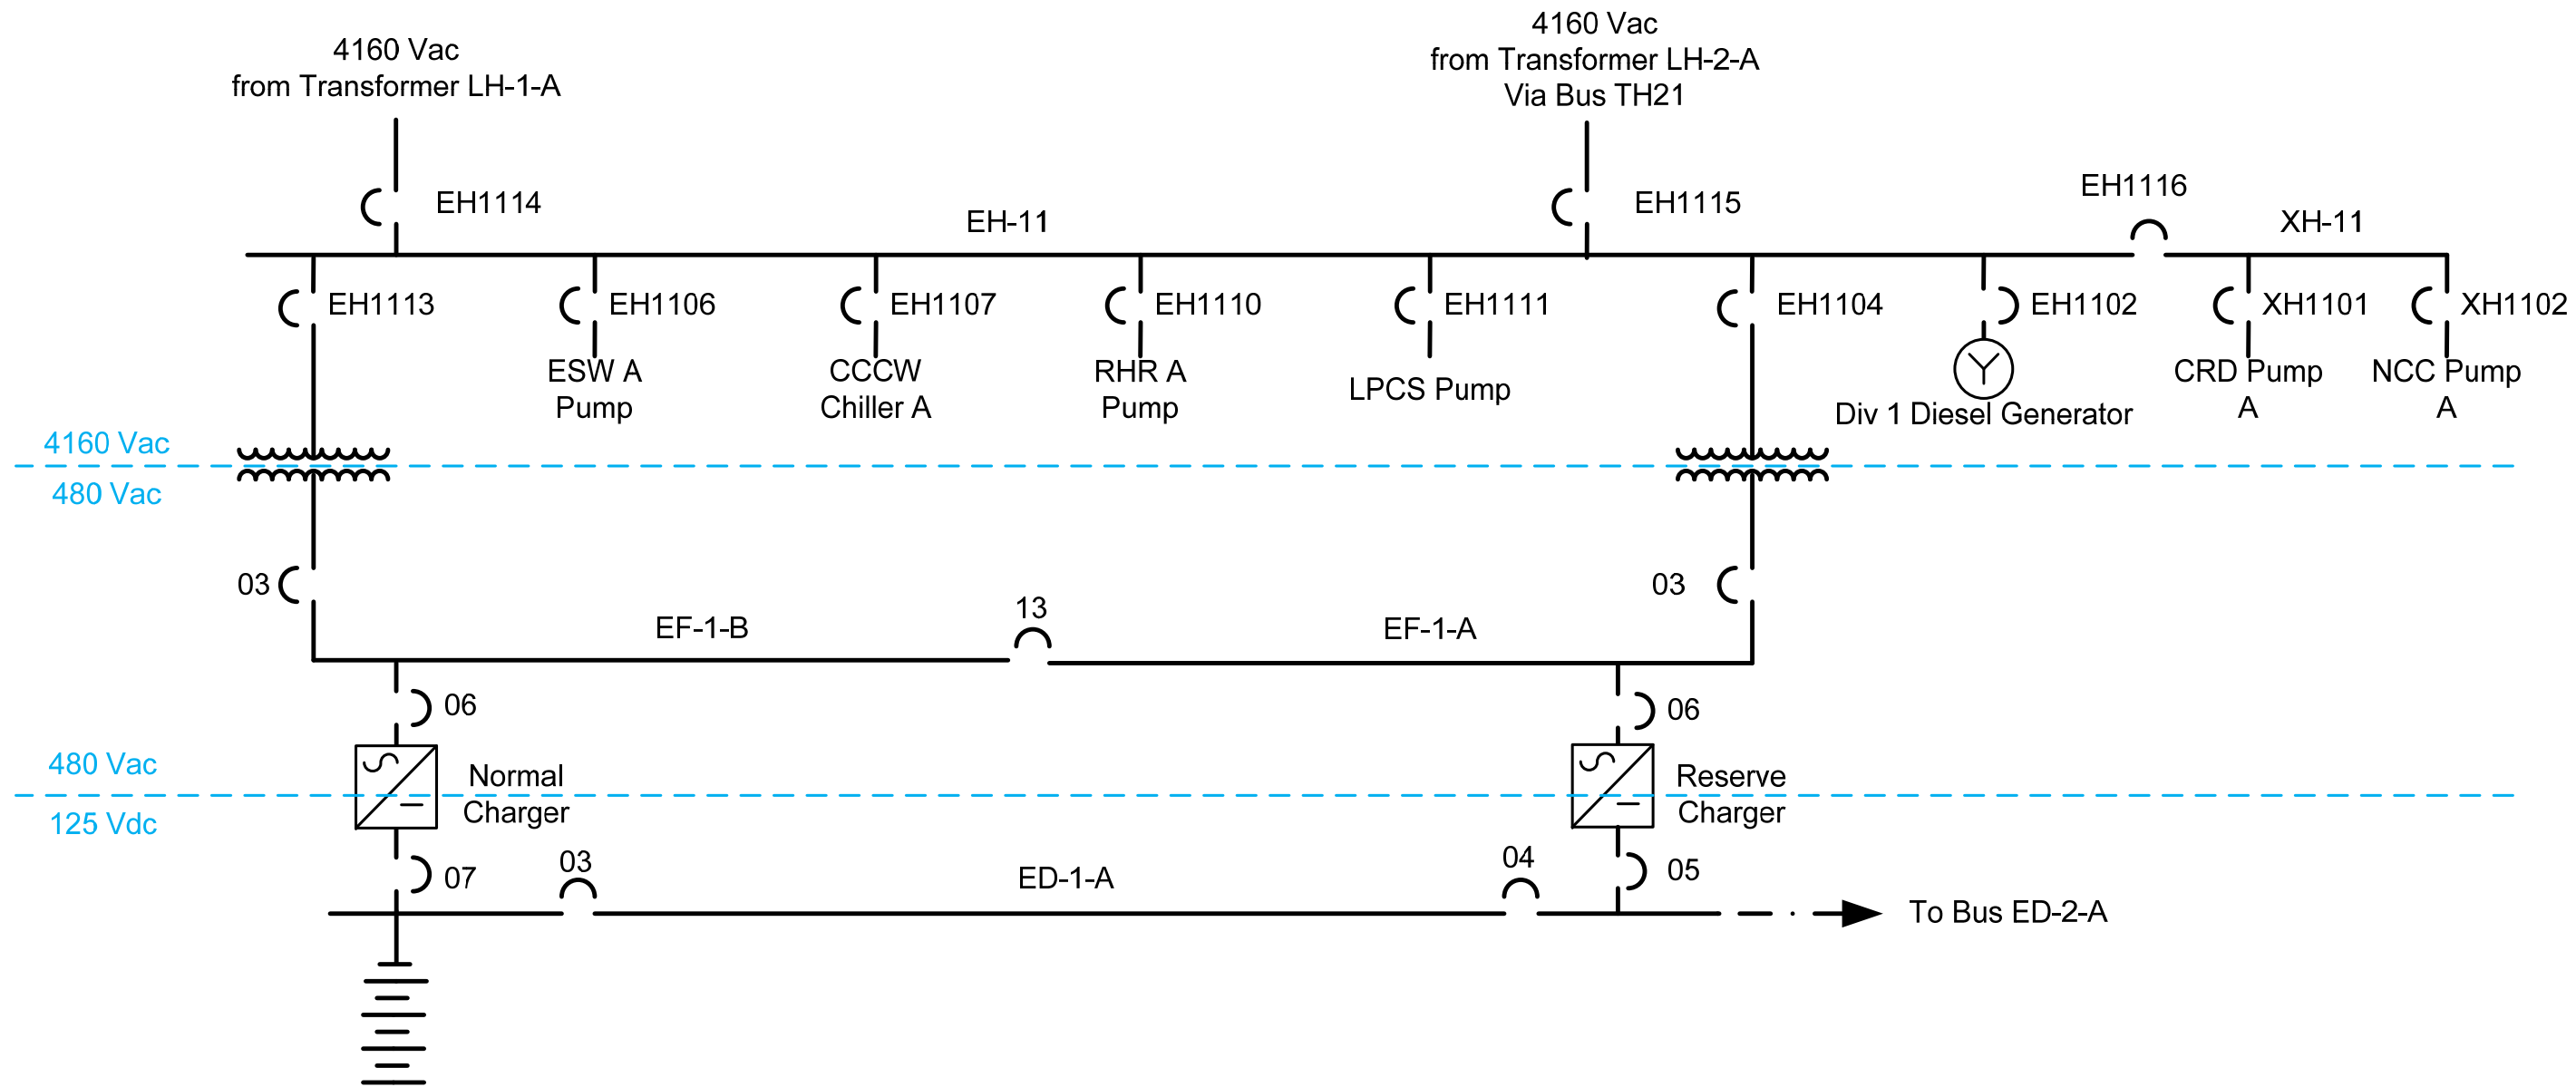 4160 Vac
from Transformer LH-1-A
4160 Vac
from Transformer LH-2-A
Via Bus TH21
EH1114
EH-11
EH1115
EH1116
XH-11
EH1113
EH1106
EH1107
EH1110
EH1111
EH1104
EH1102
XH1101
XH1102
ESW A
Pump
CCCW
Chiller A
RHR A
Pump
LPCS Pump
Div 1 Diesel Generator
CRD Pump
A
NCC Pump
A
4160 Vac
480 Vac
03
03
EF-1-B
13
EF-1-A
06
06
480 Vac
125 Vdc
Normal
Charger
Reserve
Charger
07
03
ED-1-A
04
05
To Bus ED-2-A